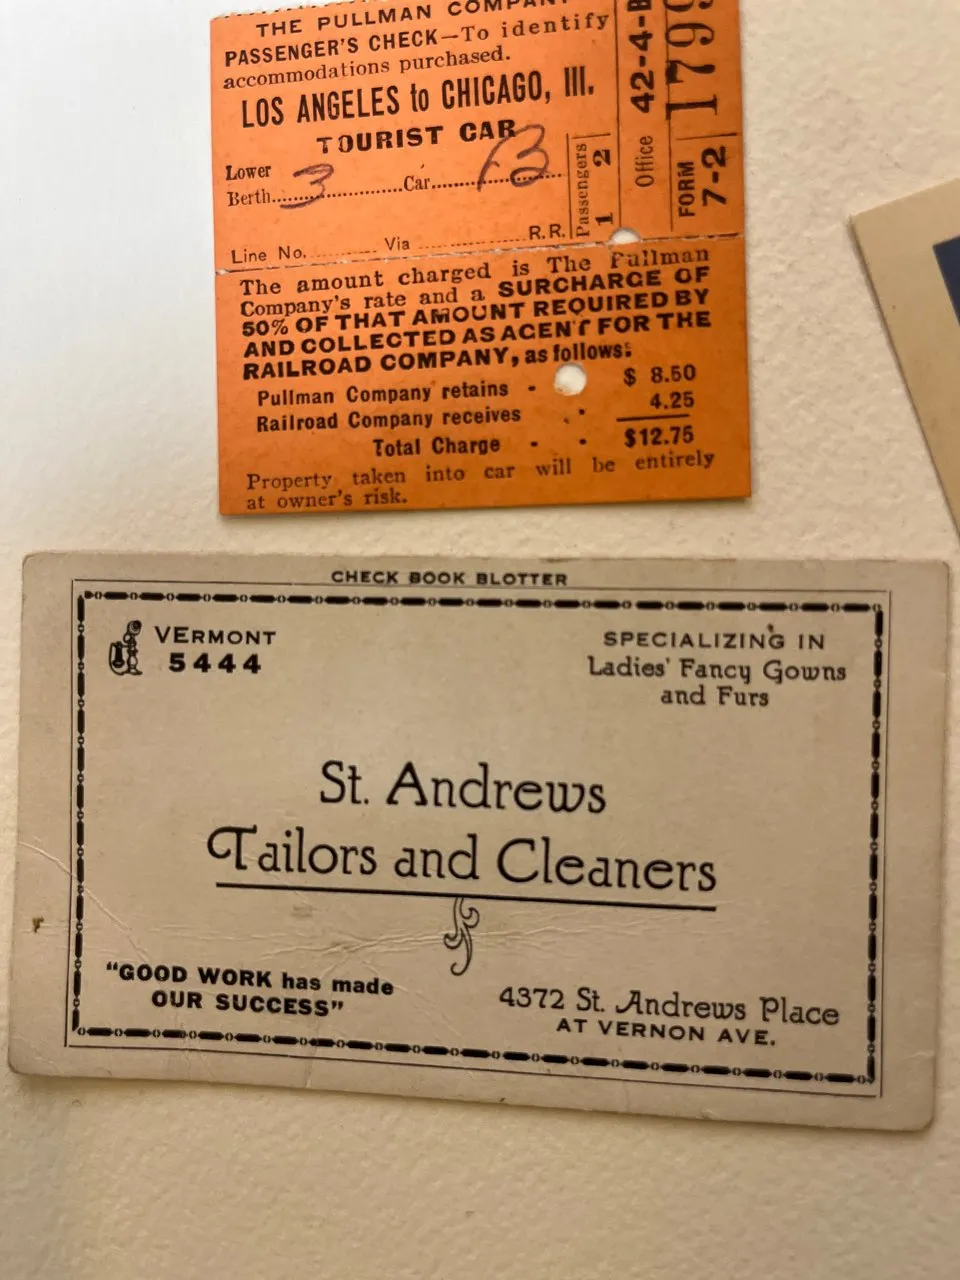 THE PULLMAN COMPANY
PASSENGER'S CHECK—To identify
accommodations purchased.
LOS ANGELES to CHICAGO, Ill.
TOURIST CAR
Lower
Berth 3 Car 13
Line No. Via R.R.
Passengers
1 2
Office 42-4-B
FORM
7-2
The amount charged is The Pullman
Company's rate and a SURCHARGE OF
50% OF THAT AMOUNT REQUIRED BY
AND COLLECTED AS AGENT FOR THE
RAILROAD COMPANY, as follows:
Pullman Company retains - $ 8.50
Railroad Company receives 4.25
Total Charge - - $12.75
Property taken into car will be entirely
at owner's risk.
CHECK BOOK BLOTTER
VERMONT
5444
SPECIALIZING IN
Ladies' Fancy Gowns
and Furs
St. Andrews
Tailors and Cleaners
"GOOD WORK has made
OUR SUCCESS"
4372 St. Andrews Place
AT VERNON AVE.